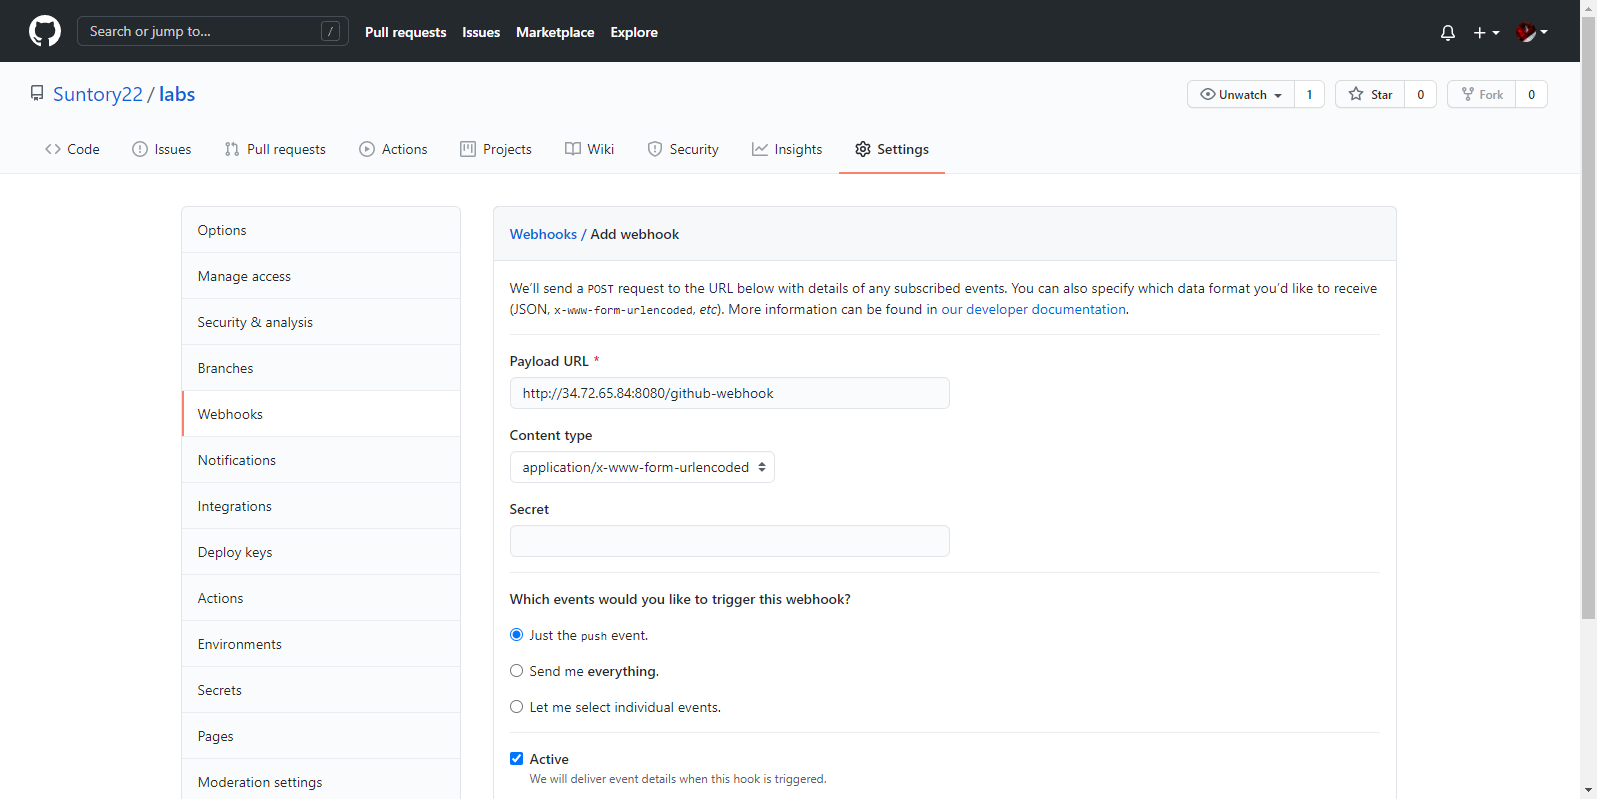 Search or jump to... /
Pull requests Issues Marketplace Explore
Suntory22 / labs
Unwatch 1 Star 0 Fork 0
Code Issues Pull requests Actions Projects Wiki Security Insights Settings
Options
Manage access
Security & analysis
Branches
Webhooks
Notifications
Integrations
Deploy keys
Actions
Environments
Secrets
Pages
Moderation settings
Webhooks / Add webhook
We'll send a POST request to the URL below with details of any subscribed events. You can also specify which data format you'd like to receive
(JSON, x-www-form-urlencoded, etc). More information can be found in our developer documentation.
Payload URL *
http://34.72.65.84:8080/github-webhook
Content type
application/x-www-form-urlencoded
Secret
Which events would you like to trigger this webhook?
Just the push event.
Send me everything.
Let me select individual events.
Active
We will deliver event details when this hook is triggered.